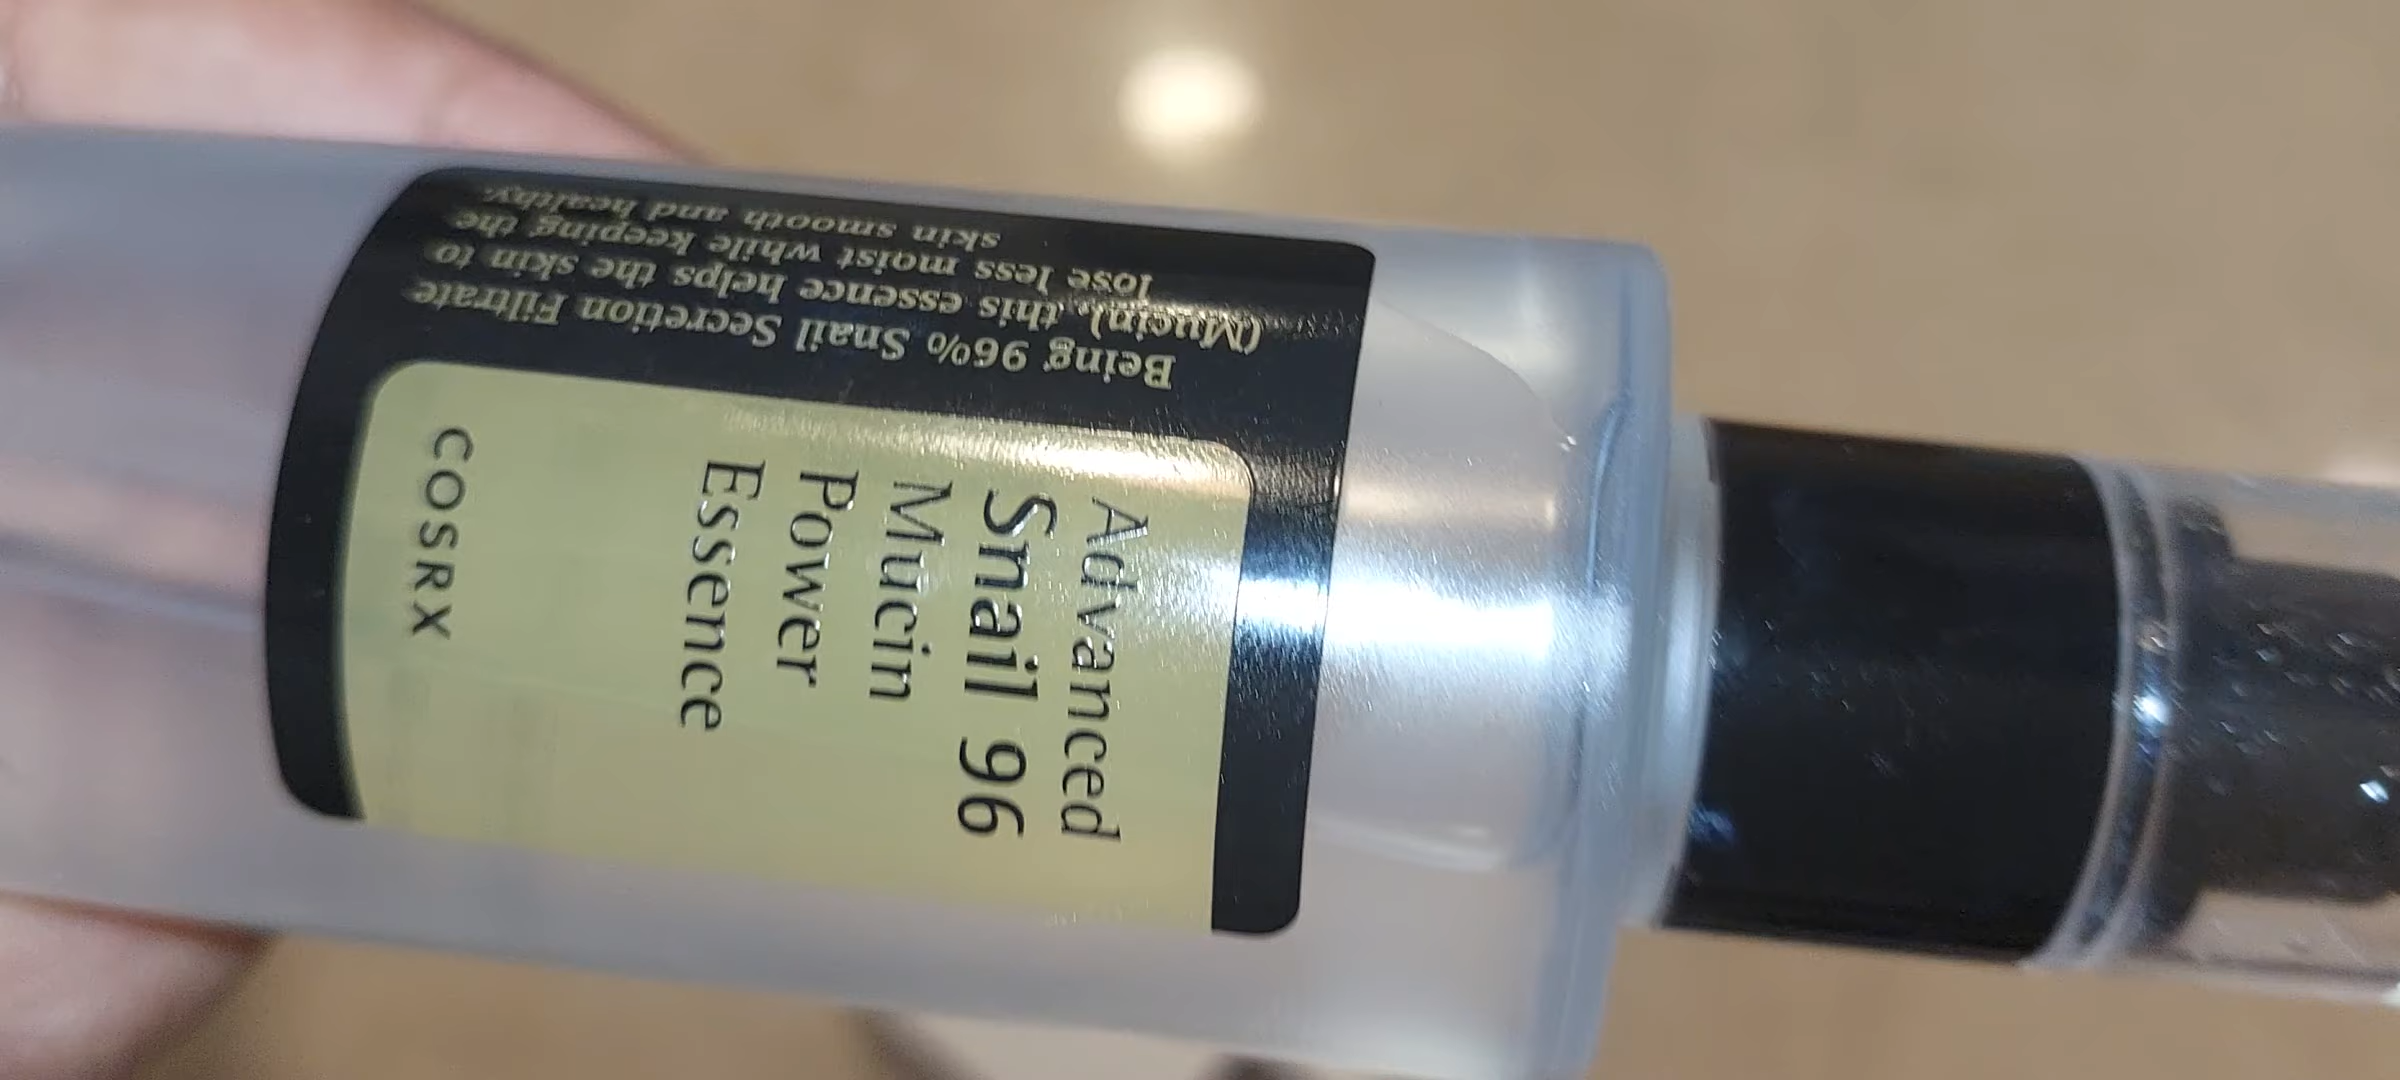 Advanced
Snail 96
Mucin
Power
Essence
COSRX
Being 96% Snail Secretion Filtrate
(Mucin), this essence helps the skin to
lose less moist while keeping the
skin smooth and healthy.